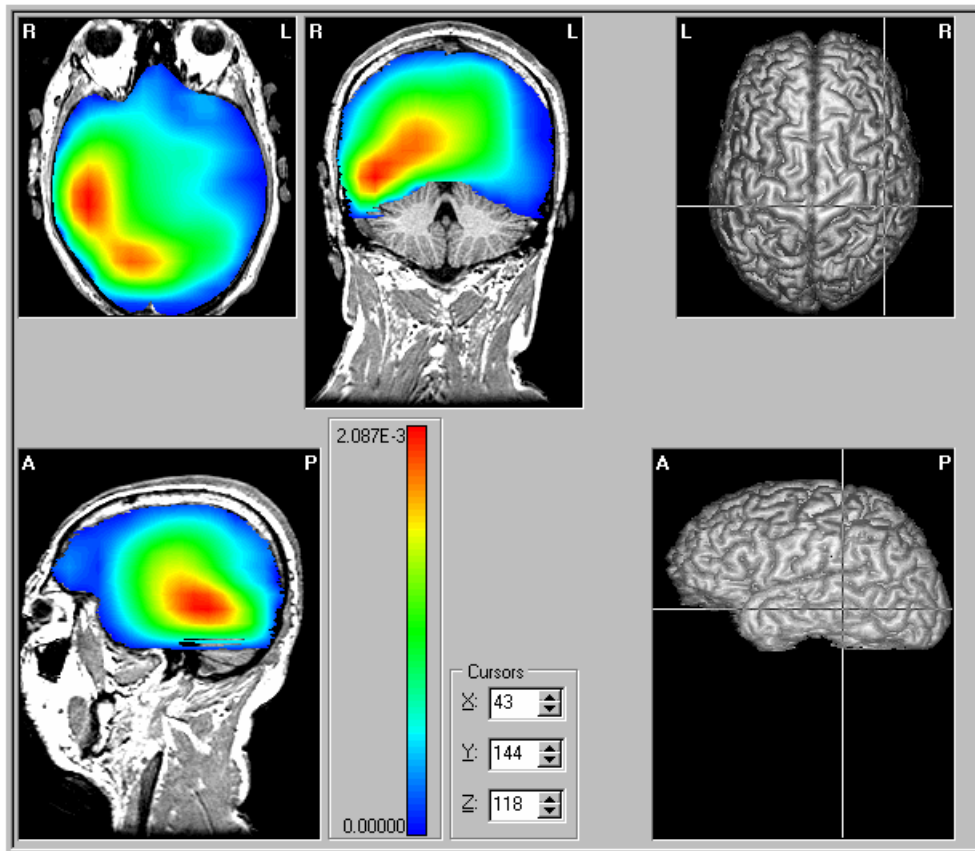 R L
R L
L R
A P
2.087E-3
0.00000
A P
Cursors
X: 43
Y: 144
Z: 118